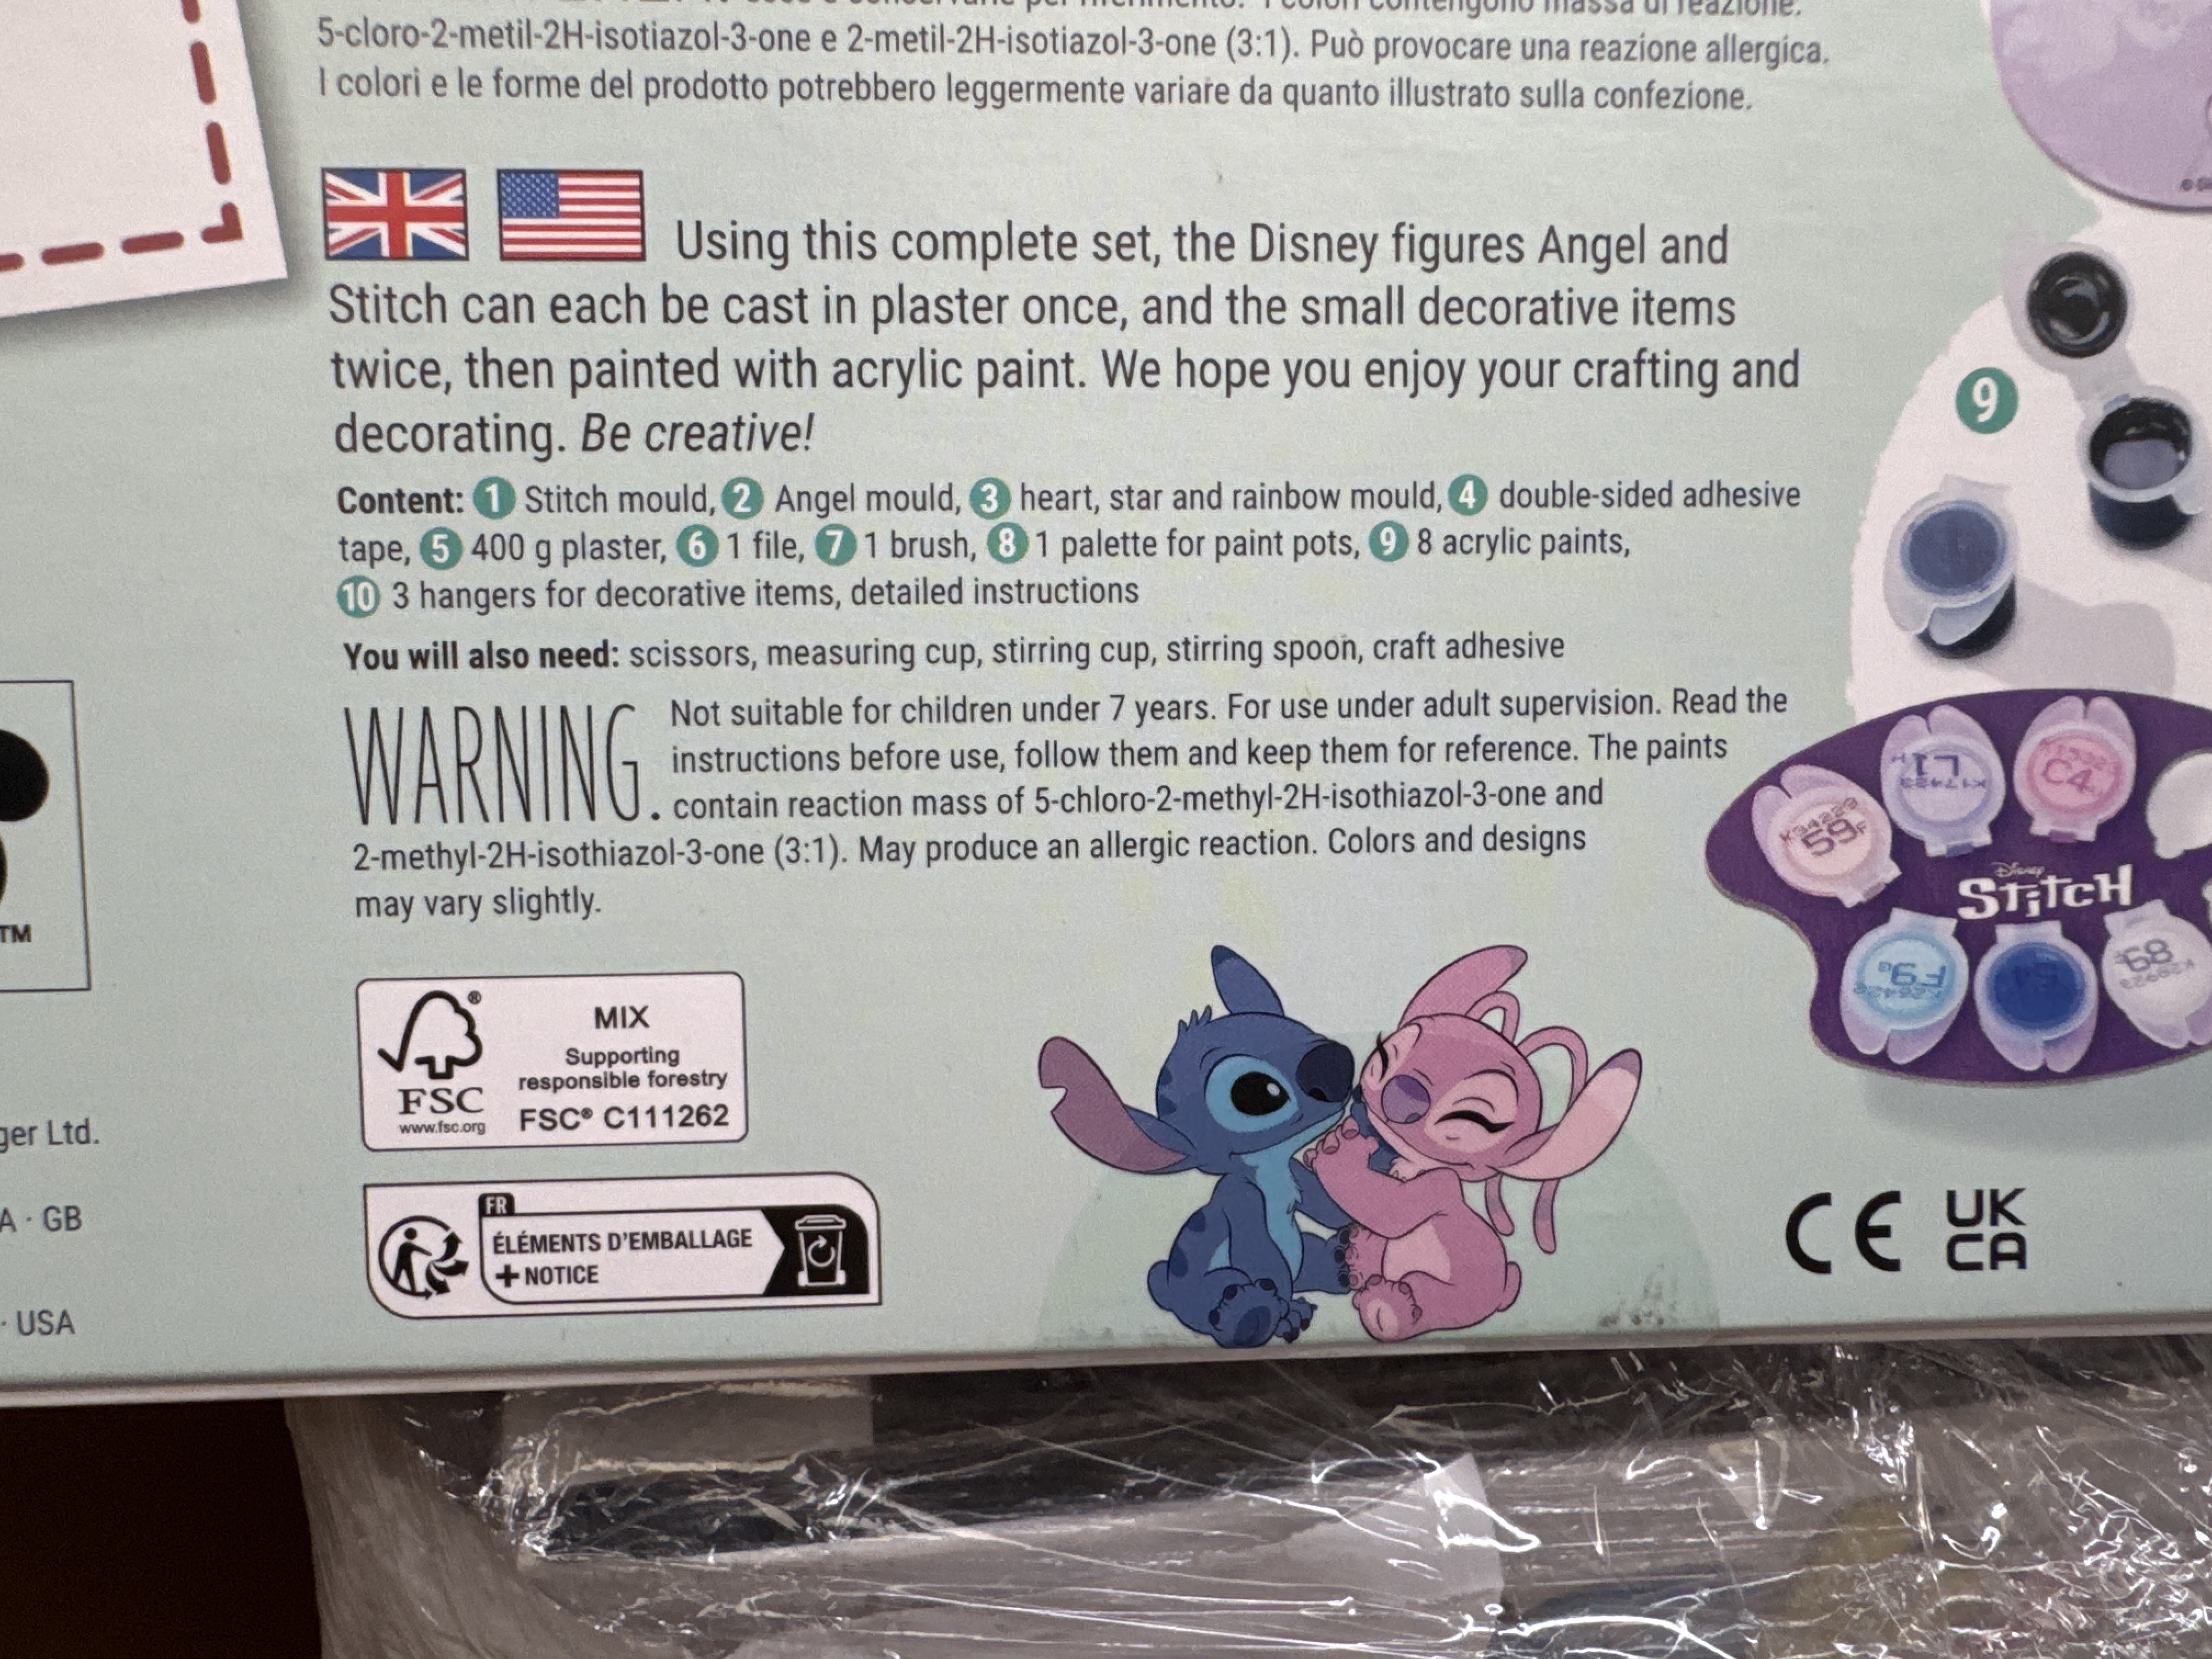 5-cloro-2-metil-2H-isotiazol-3-one e 2-metil-2H-isotiazol-3-one (3:1). Può provocare una reazione allergica.
I colori e le forme del prodotto potrebbero leggermente variare da quanto illustrato sulla confezione.
Using this complete set, the Disney figures Angel and
Stitch can each be cast in plaster once, and the small decorative items
twice, then painted with acrylic paint. We hope you enjoy your crafting and
decorating. Be creative!
Content: 1 Stitch mould, 2 Angel mould, 3 heart, star and rainbow mould, 4 double-sided adhesive
tape, 5 400 g plaster, 6 1 file, 7 1 brush, 8 1 palette for paint pots, 9 8 acrylic paints,
10 3 hangers for decorative items, detailed instructions
You will also need: scissors, measuring cup, stirring cup, stirring spoon, craft adhesive
WARNING. Not suitable for children under 7 years. For use under adult supervision. Read the
instructions before use, follow them and keep them for reference. The paints
contain reaction mass of 5-chloro-2-methyl-2H-isothiazol-3-one and
2-methyl-2H-isothiazol-3-one (3:1). May produce an allergic reaction. Colors and designs
may vary slightly.
FSC®
www.fsc.org
MIX
Supporting
responsible forestry
FSC® C111262
FR
ÉLÉMENTS D'EMBALLAGE
+ NOTICE
TM
Ltd.
GB
· USA
9
59F
L1
C4
Disney
STITCH
F9G
68
CE
UK
CA